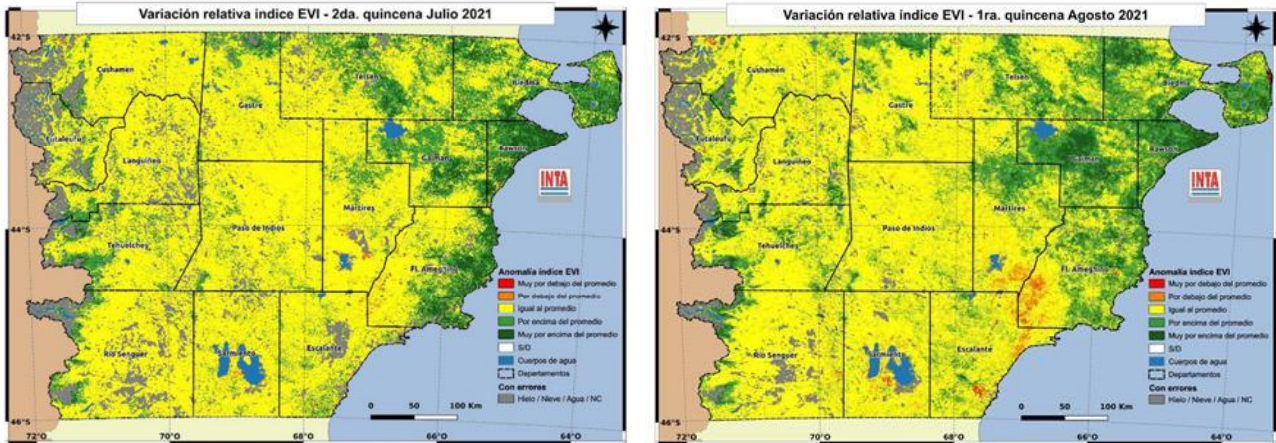 Variación relativa índice EVI - 2da. quincena Julio 2021
42°S
Cushamen
Telsen
Biedma
Gastre
Futaleufú
Languiñeo
Gaiman
Rawson
INTA
Mártires
44°S
Paso de Indios
Tehuelches
Fl. Ameghino
Anomalía índice EVI
Muy por debajo del promedio
Por debajo del promedio
Igual al promedio
Por encima del promedio
Muy por encima del promedio
S/D
Cuerpos de agua
Departamentos
Con errores
Hielo / Nieve / Agua / NC
Río Senguer
Sarmiento
Escalante
0 50 100 Km
46°S
72°O
70°O
68°O
66°O
64°O
Variación relativa índice EVI - 1ra. quincena Agosto 2021
42°S
Cushamen
Telsen
Biedma
Gastre
Futaleufú
Languiñeo
Gaiman
Rawson
INTA
Mártires
44°S
Paso de Indios
Tehuelches
Fl. Ameghino
Anomalía índice EVI
Muy por debajo del promedio
Por debajo del promedio
Igual al promedio
Por encima del promedio
Muy por encima del promedio
S/D
Cuerpos de agua
Departamentos
Con errores
Hielo / Nieve / Agua / NC
Río Senguer
Sarmiento
Escalante
0 50 100 Km
46°S
72°O
70°O
68°O
66°O
64°O